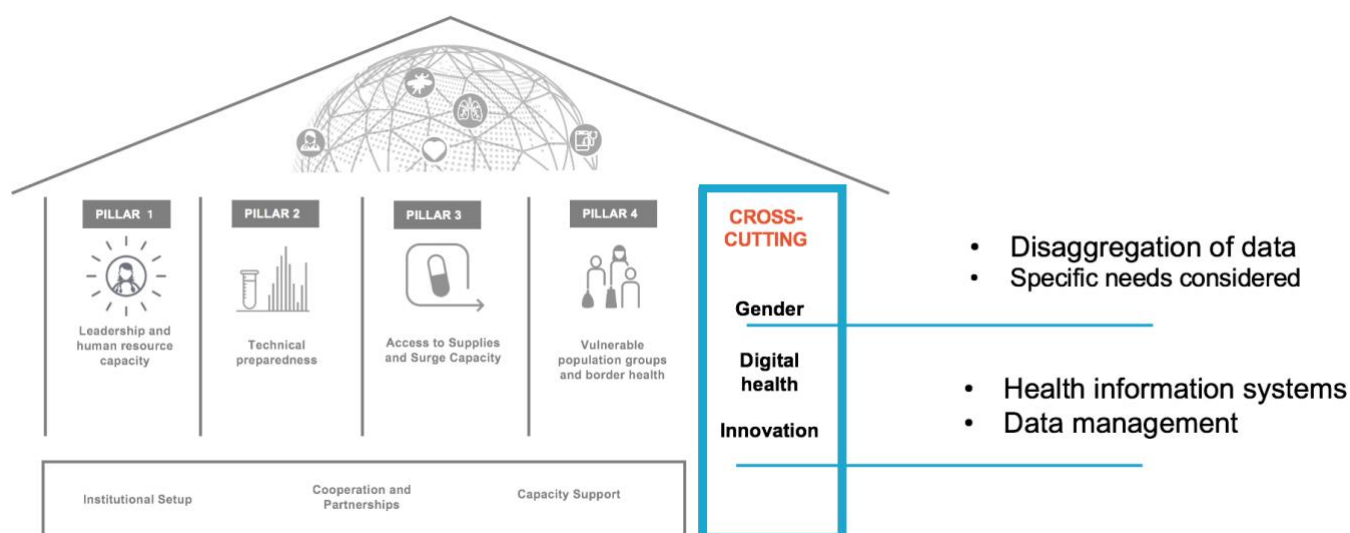 PILLAR 1
Leadership and
human resource
capacity
PILLAR 2
Technical
preparedness
PILLAR 3
Access to Supplies
and Surge Capacity
PILLAR 4
Vulnerable
population groups
and border health
CROSS-
CUTTING
Gender
Digital
health
Innovation
• Disaggregation of data
• Specific needs considered
• Health information systems
• Data management
Institutional Setup
Cooperation and
Partnerships
Capacity Support